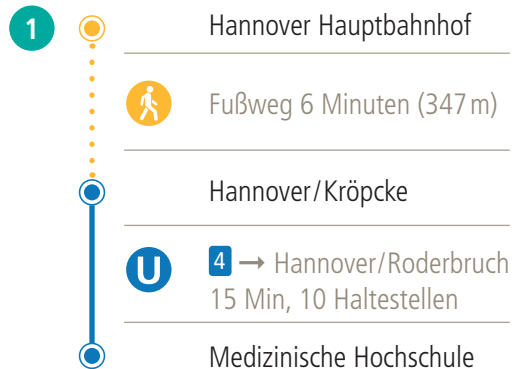 1 Hannover Hauptbahnhof
Fußweg 6 Minuten (347 m)
Hannover/Kröpcke
U 4 → Hannover/Roderbruch
15 Min, 10 Haltestellen
Medizinische Hochschule